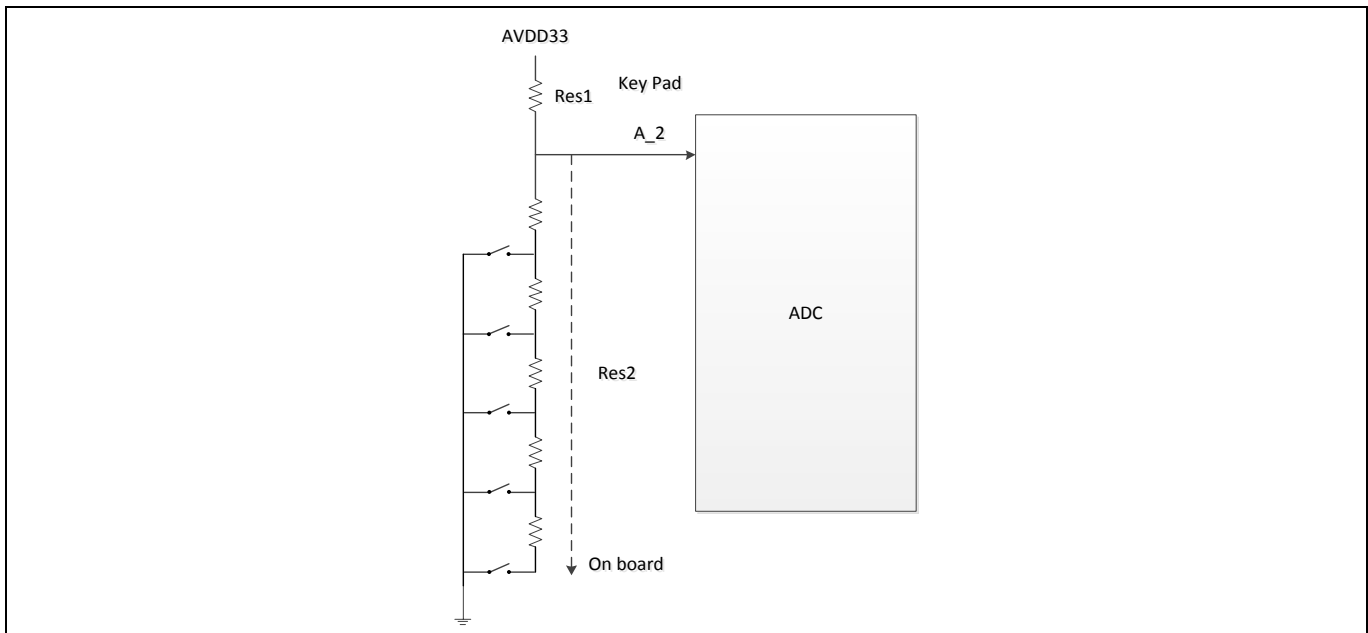 AVDD33
Res1
Key Pad
A_2
ADC
Res2
On board